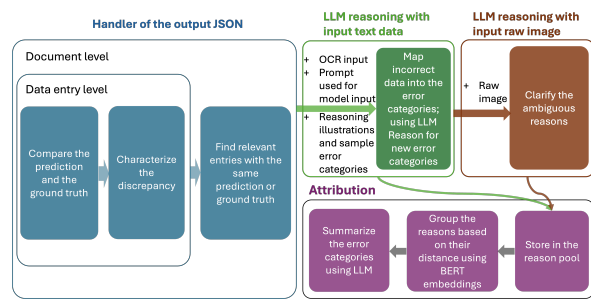 Handler of the output JSON
LLM reasoning with
input text data
LLM reasoning with
input raw image
Document level
Data entry level
Compare the
prediction
and the
ground truth
Characterize
the
discrepancy
Find relevant
entries with the
same
prediction or
ground truth
+ OCR input
+ Prompt
used for
model input
+ Reasoning
illustrations
and sample
error
categories
Map
incorrect
data into the
error
categories;
using LLM
Reason for
new error
categories
+ Raw
image
Clarify the
ambiguous
reasons
Attribution
Summarize
the error
categories
using LLM
Group the
reasons based
on their
distance using
BERT
embeddings
Store in the
reason pool